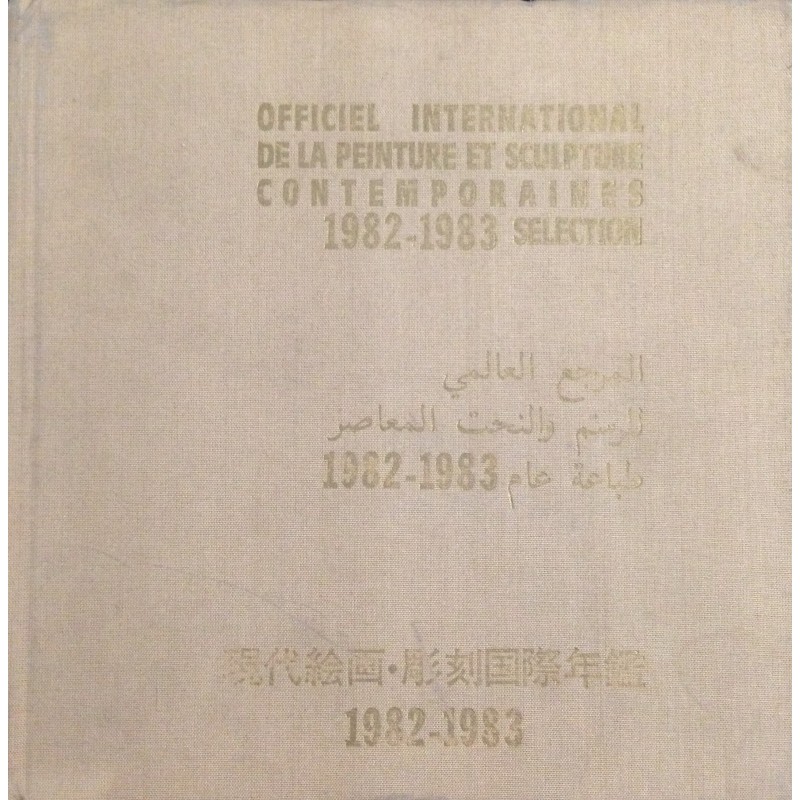 OFFICIEL INTERNATIONAL
DE LA PEINTURE ET SCULPTURE
CONTEMPORAINES
1982-1983 SELECTION
المرجع العالمي
للرسم والنحت المعاصر
طباعة عام 1982-1983
現代絵画・彫刻国際年鑑
1982-1983